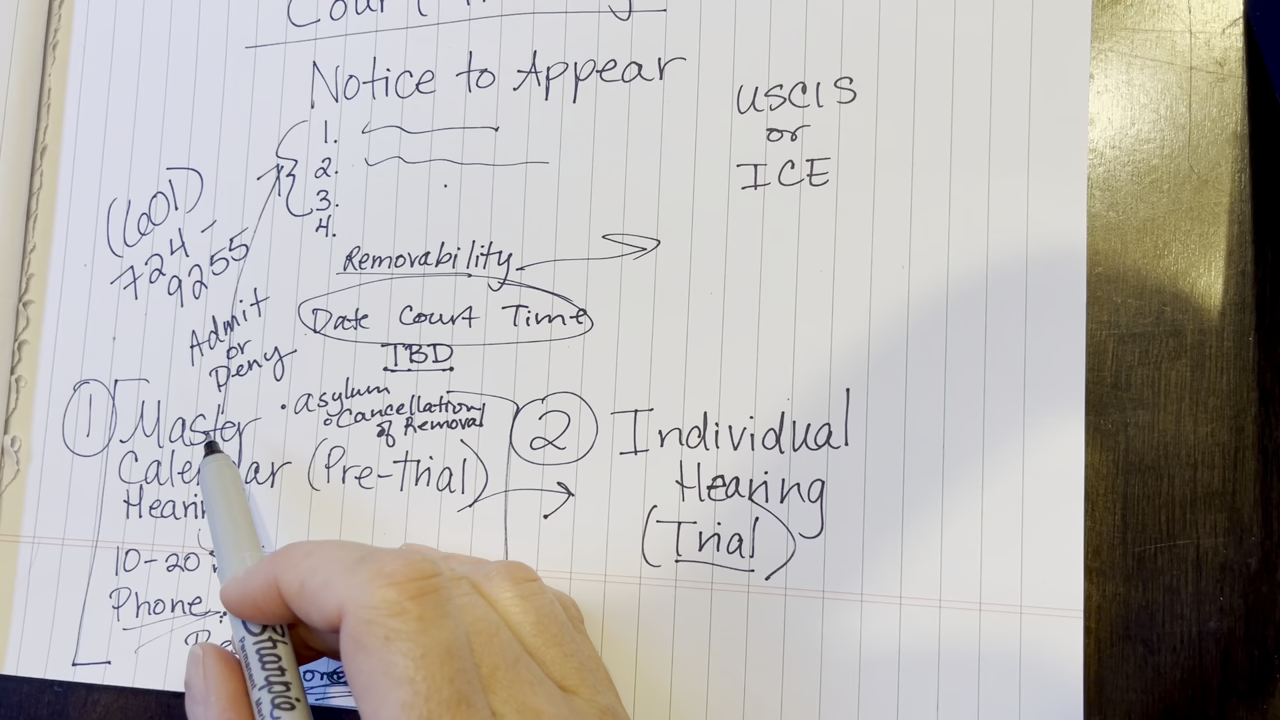 Notice to Appear
USCIS
or
ICE
1.
2.
3.
4.
(601)
724-
9255
Removability
Date Court Time
TBD
Admit
or
Deny
• asylum
• Cancellation
of Removal
1 Master
Calendar (Pre-trial)
2 Individual
Hearing
(Trial)
10-20
Phone
Sharpie